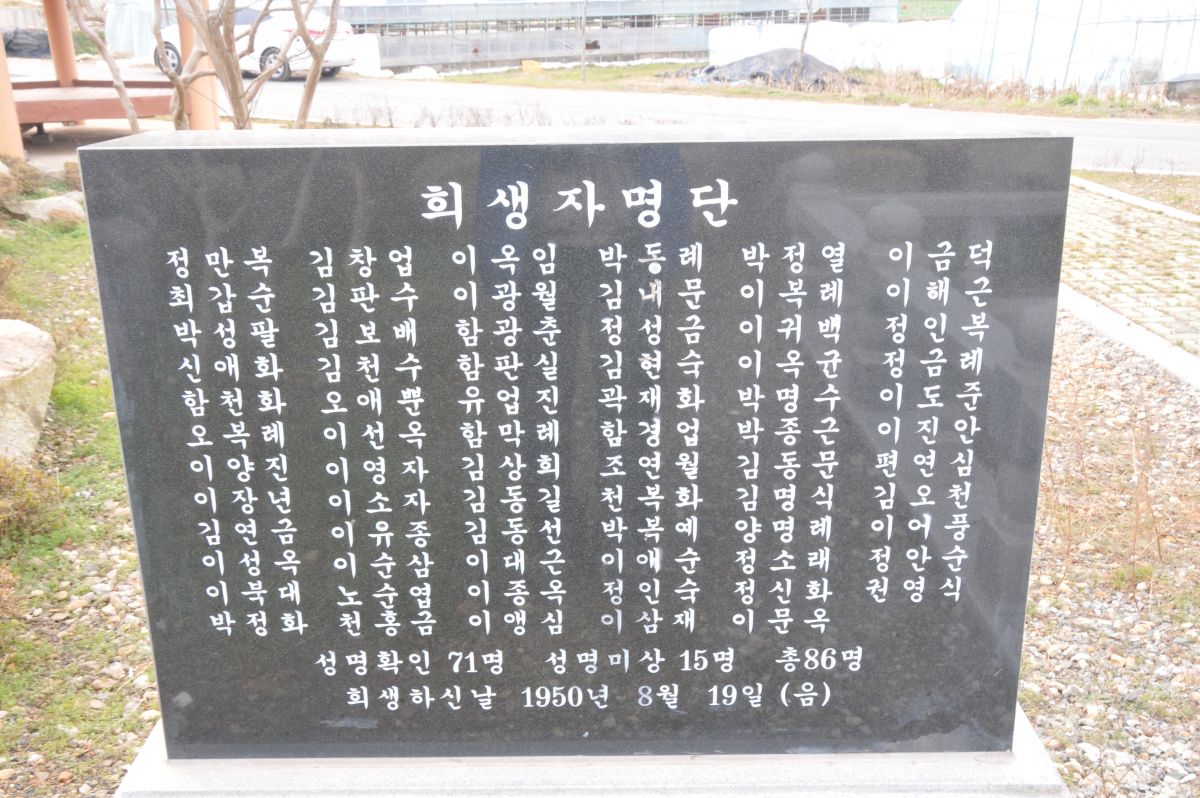 희생자명단
정만복 김창업 이옥임 박동례 박정열 이금덕
최갑순 김판수 이광월 김내문 이복례 이해근
박성팔 김보배 함광춘 정성금 이귀백 정인복
신애화 김천수 함판실 김현숙 이옥균 정금례
함천화 오애뿐 유업진 곽재화 박명수 이도준
오복례 이선옥 함막례 함경업 박종근 이진안
이양진 이영자 김상희 조연월 김동문 편연심
이장년 이소자 김동길 천복화 김명식 김오천
김연금 이유종 김동선 박복예 양명례 이어풍
이성옥 이순삼 이대근 이애순 정소래 정안순
이북대 노순엽 이종옥 정인숙 정신화 권영식
박정화 천홍금 이앵심 이삼재 이문옥
성명확인 71명 성명미상 15명 총86명
희생하신날 1950년 8월 19일 (음)